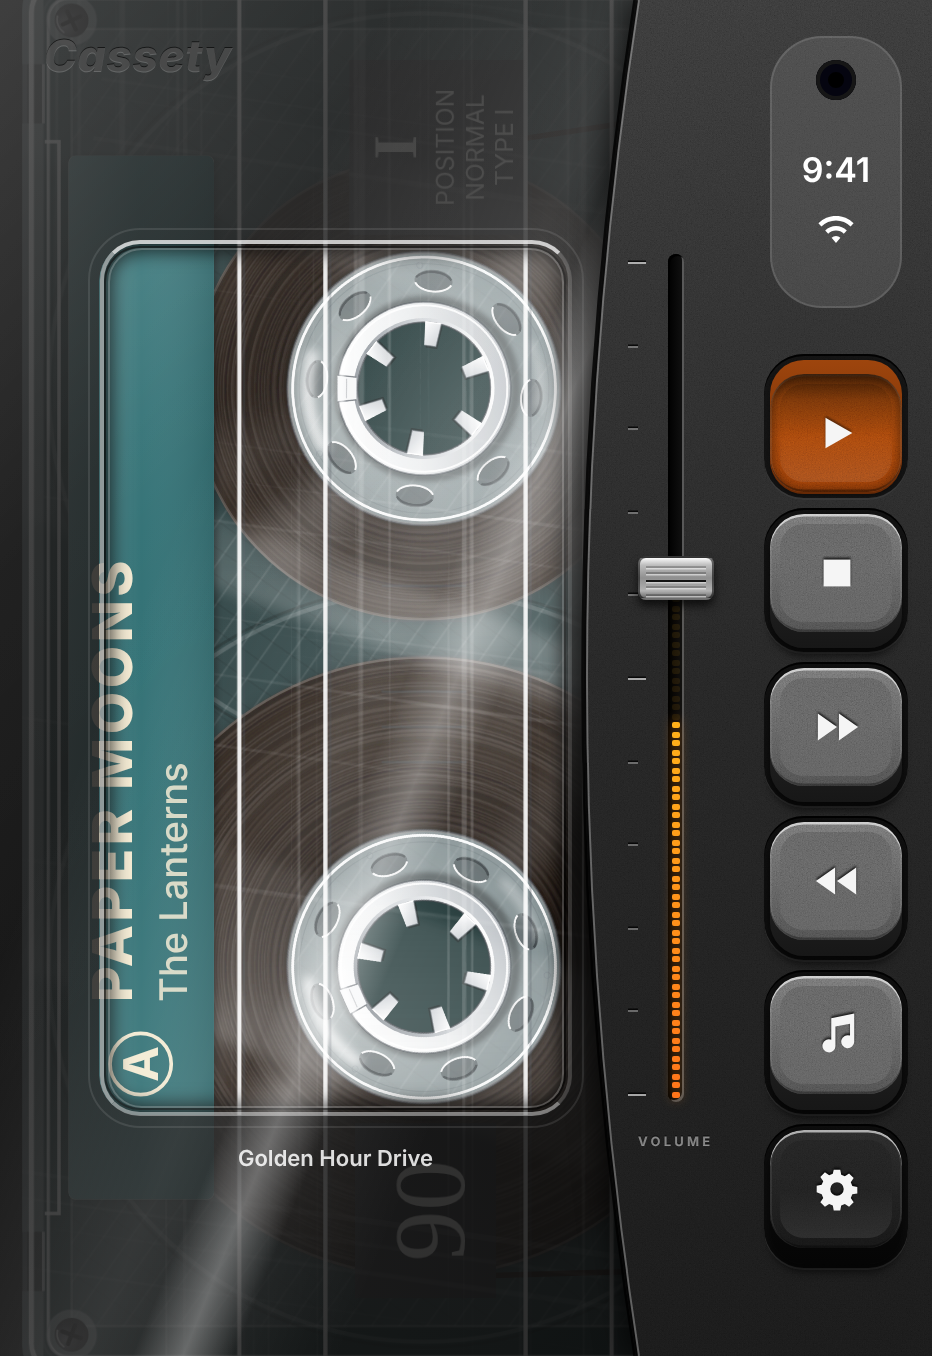 Cassety
I
POSITION
NORMAL
TYPE I
9:41
PAPER MOONS
The Lanterns
A
VOLUME
Golden Hour Drive
90